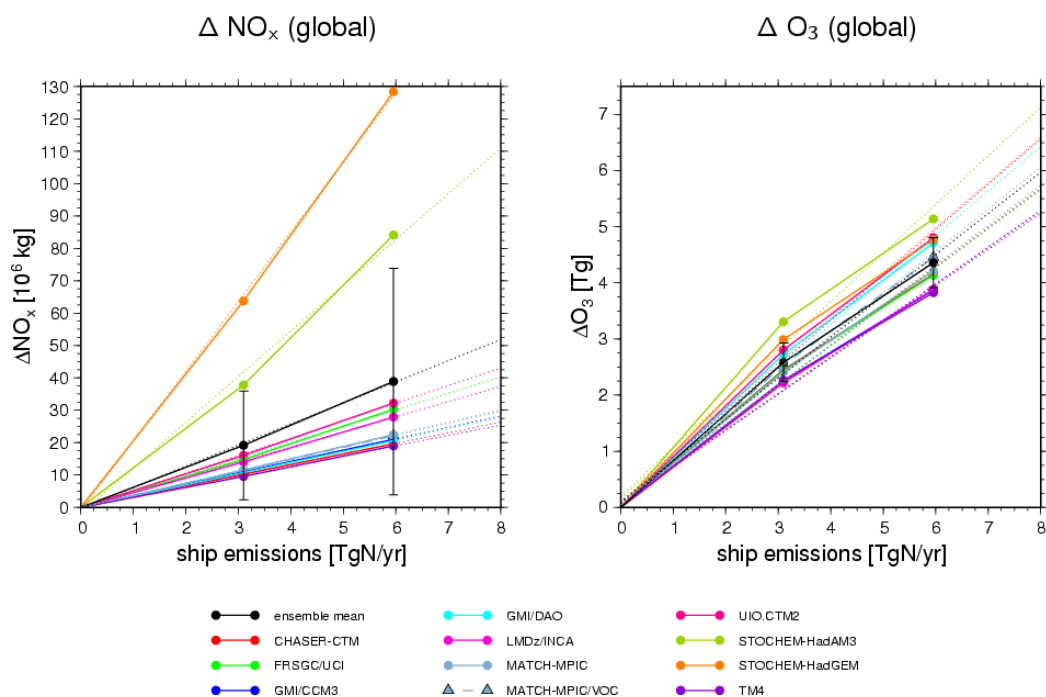 Δ NOx (global)
Δ O3 (global)
ΔNOx [10^6 kg]
130
120
110
100
90
80
70
60
50
40
30
20
10
0
0 1 2 3 4 5 6 7 8
ship emissions [TgN/yr]
ΔO3 [Tg]
7
6
5
4
3
2
1
0
0 1 2 3 4 5 6 7 8
ship emissions [TgN/yr]
ensemble mean
CHASER-CTM
FRSGC/UCI
GMI/CCM3
GMI/DAO
LMDz/INCA
MATCH-MPIC
MATCH-MPIC/VOC
UIO.CTM2
STOCHEM-HadAM3
STOCHEM-HadGEM
TM4